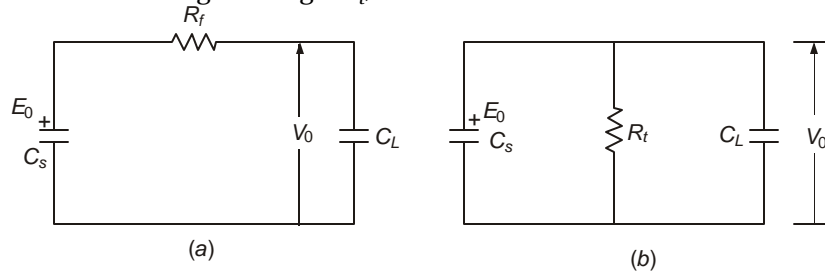 R_f
E_0
+
C_s
V_0
C_L
(a)
+ E_0
C_s
R_t
C_L
V_0
(b)